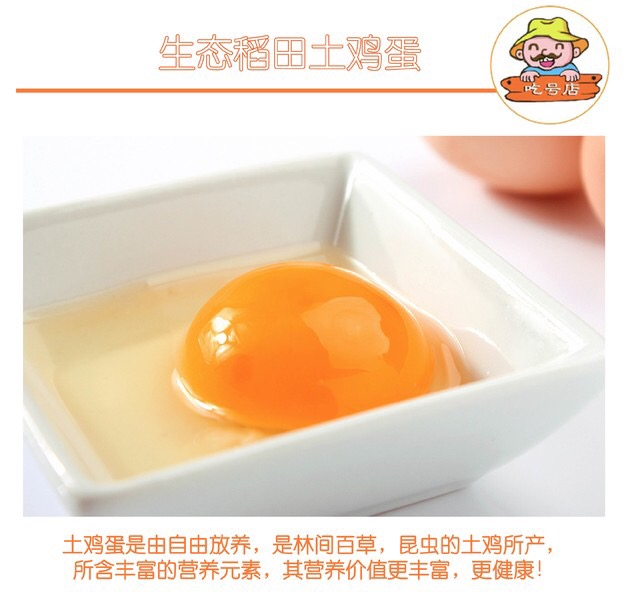 生态稻田土鸡蛋
吃号店
土鸡蛋是由自由放养，是林间百草，昆虫的土鸡所产，
所含丰富的营养元素，其营养价值更丰富，更健康！